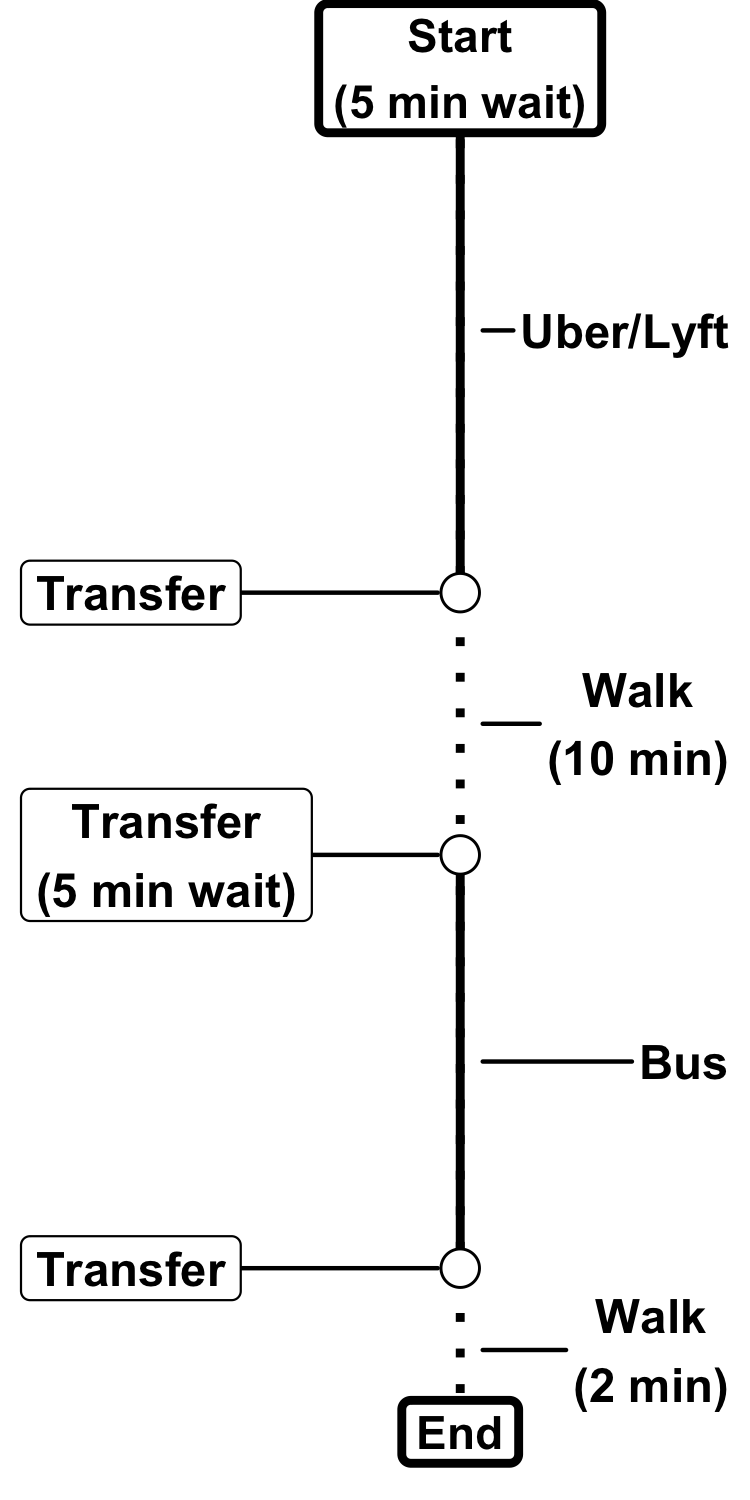 Start
(5 min wait)
Uber/Lyft
Transfer
Walk
(10 min)
Transfer
(5 min wait)
Bus
Transfer
Walk
(2 min)
End